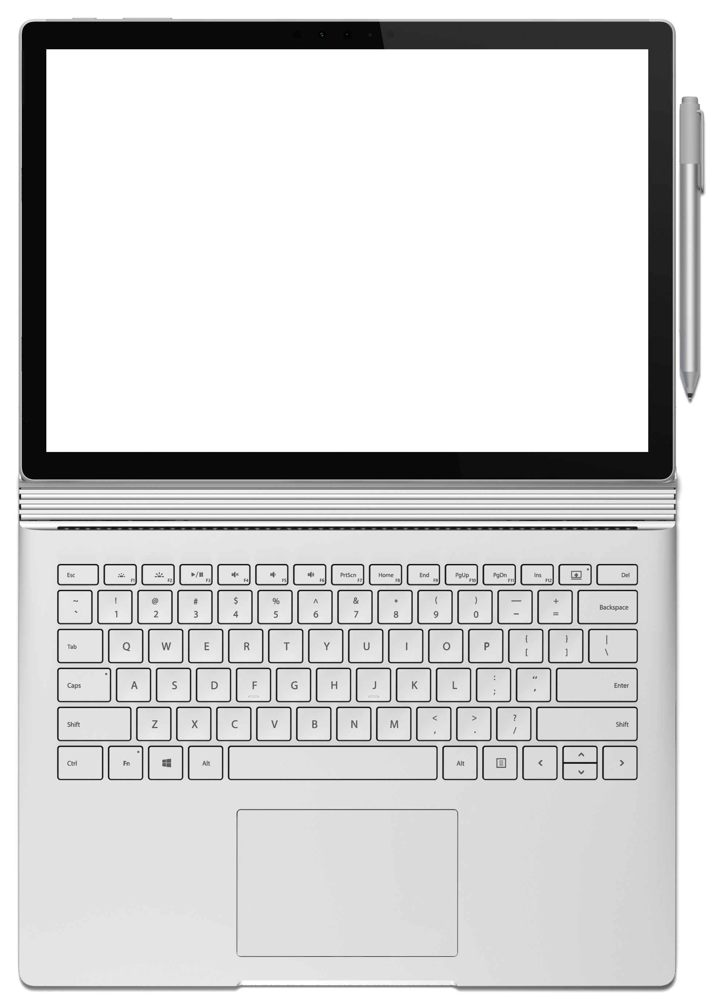 Esc F1 F2 F3 F4 F5 F6 PrtScn F7 Home F8 End F9 PgUp F10 PgDn F11 Ins F12 Del
~ ! @ # $ % ^ & * ( ) — +
` 1 2 3 4 5 6 7 8 9 0 – = Backspace
Tab Q W E R T Y U I O P { [ } ] | \
Caps A S D F G H J K L : ; “ ‘ Enter
Shift Z X C V B N M < , > . ? / Shift
Ctrl Fn Alt Alt < ^ v >